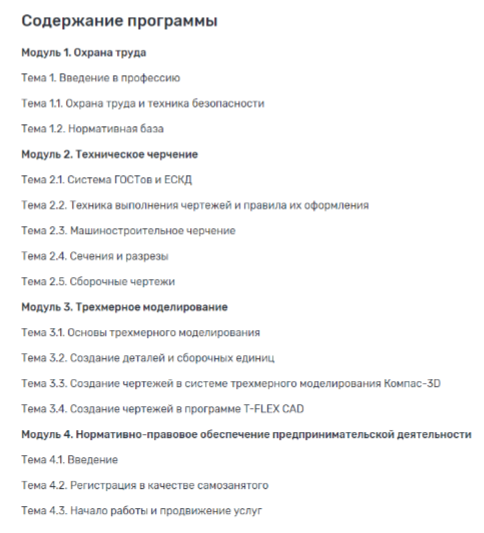 Содержание программы
Модуль 1. Охрана труда
Тема 1. Введение в профессию
Тема 1.1. Охрана труда и техника безопасности
Тема 1.2. Нормативная база
Модуль 2. Техническое черчение
Тема 2.1. Система ГОСТов и ЕСКД
Тема 2.2. Техника выполнения чертежей и правила их оформления
Тема 2.3. Машиностроительное черчение
Тема 2.4. Сечения и разрезы
Тема 2.5. Сборочные чертежи
Модуль 3. Трехмерное моделирование
Тема 3.1. Основы трехмерного моделирования
Тема 3.2. Создание деталей и сборочных единиц
Тема 3.3. Создание чертежей в системе трехмерного моделирования Компас-3D
Тема 3.4. Создание чертежей в программе T-FLEX CAD
Модуль 4. Нормативно-правовое обеспечение предпринимательской деятельности
Тема 4.1. Введение
Тема 4.2. Регистрация в качестве самозанятого
Тема 4.3. Начало работы и продвижение услуг